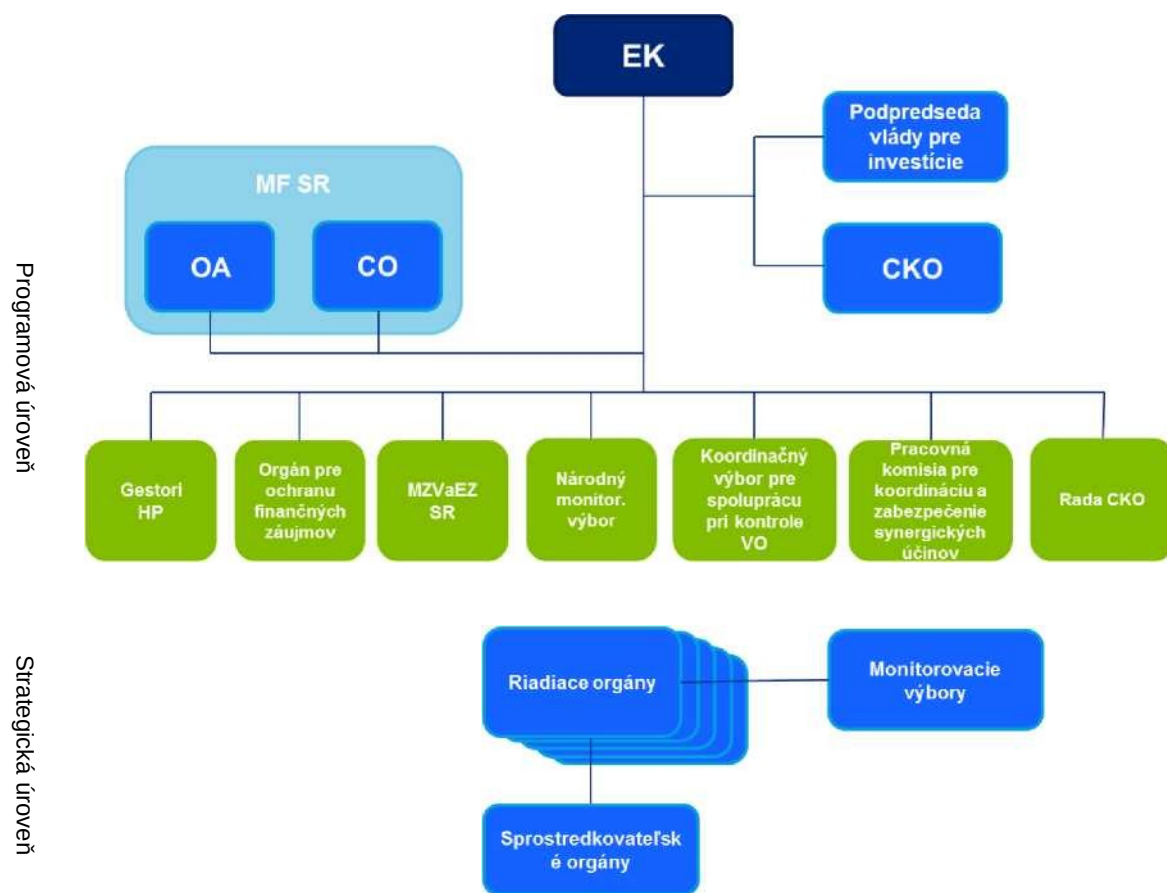 EK
Podpredseda
vlády pre
investície
MF SR
OA
CO
CKO
Programová úroveň
Gestori
HP
Orgán pre
ochranu
finančných
záujmov
MZVaEZ
SR
Národný
monitor.
výbor
Koordinačný
výbor pre
spoluprácu
pri kontrole
VO
Pracovná
komisia pre
koordináciu a
zabezpečenie
synergických
účinov
Rada CKO
Strategická úroveň
Riadiace orgány
Monitorovacie
výbory
Sprostredkovateľsk
é orgány